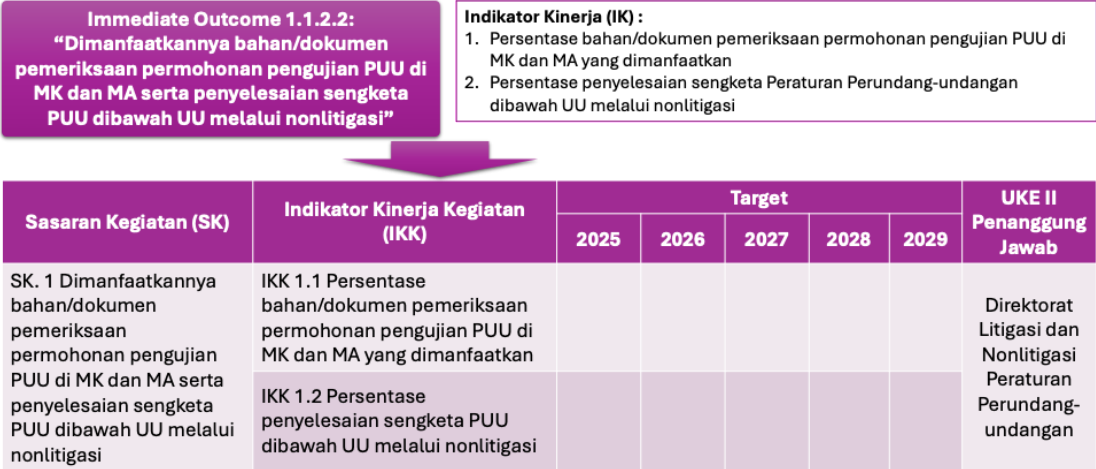 Immediate Outcome 1.1.2.2:
“Dimanfaatkannya bahan/dokumen
pemeriksaan permohonan pengujian PUU di
MK dan MA serta penyelesaian sengketa
PUU dibawah UU melalui nonlitigasi”
Indikator Kinerja (IK) :
1. Persentase bahan/dokumen pemeriksaan permohonan pengujian PUU di
MK dan MA yang dimanfaatkan
2. Persentase penyelesaian sengketa Peraturan Perundang-undangan
dibawah UU melalui nonlitigasi
Sasaran Kegiatan (SK)
Indikator Kinerja Kegiatan
(IKK)
Target
2025 2026 2027 2028 2029
UKE II
Penanggung
Jawab
SK. 1 Dimanfaatkannya
bahan/dokumen
pemeriksaan
permohonan pengujian
PUU di MK dan MA serta
penyelesaian sengketa
PUU dibawah UU melalui
nonlitigasi
IKK 1.1 Persentase
bahan/dokumen pemeriksaan
permohonan pengujian PUU di
MK dan MA yang dimanfaatkan
IKK 1.2 Persentase
penyelesaian sengketa PUU
dibawah UU melalui nonlitigasi
Direktorat
Litigasi dan
Nonlitigasi
Peraturan
Perundang-
undangan